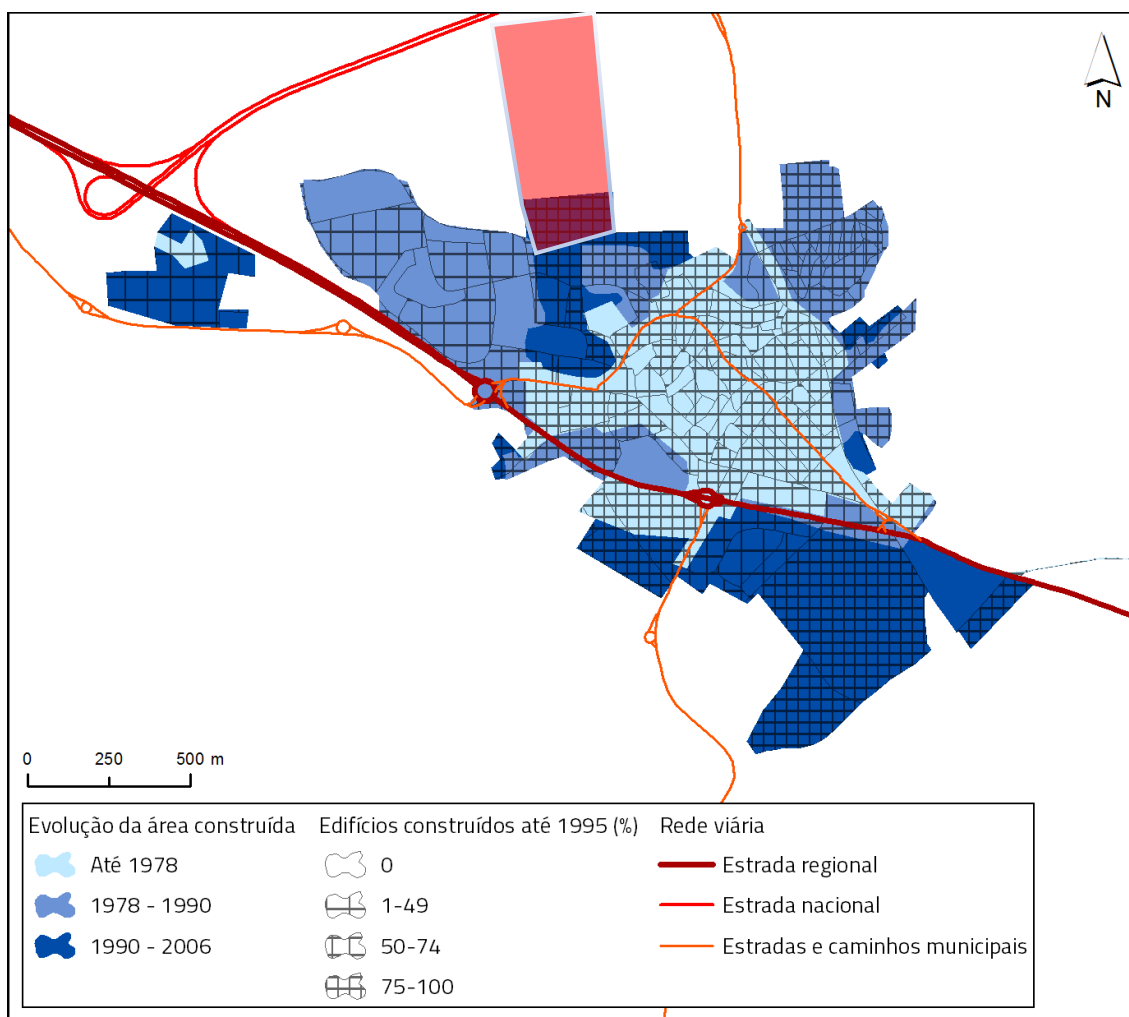 N
0 250 500 m
Evolução da área construída
Até 1978
1978 - 1990
1990 - 2006
Edifícios construídos até 1995 (%)
0
1-49
50-74
75-100
Rede viária
Estrada regional
Estrada nacional
Estradas e caminhos municipais